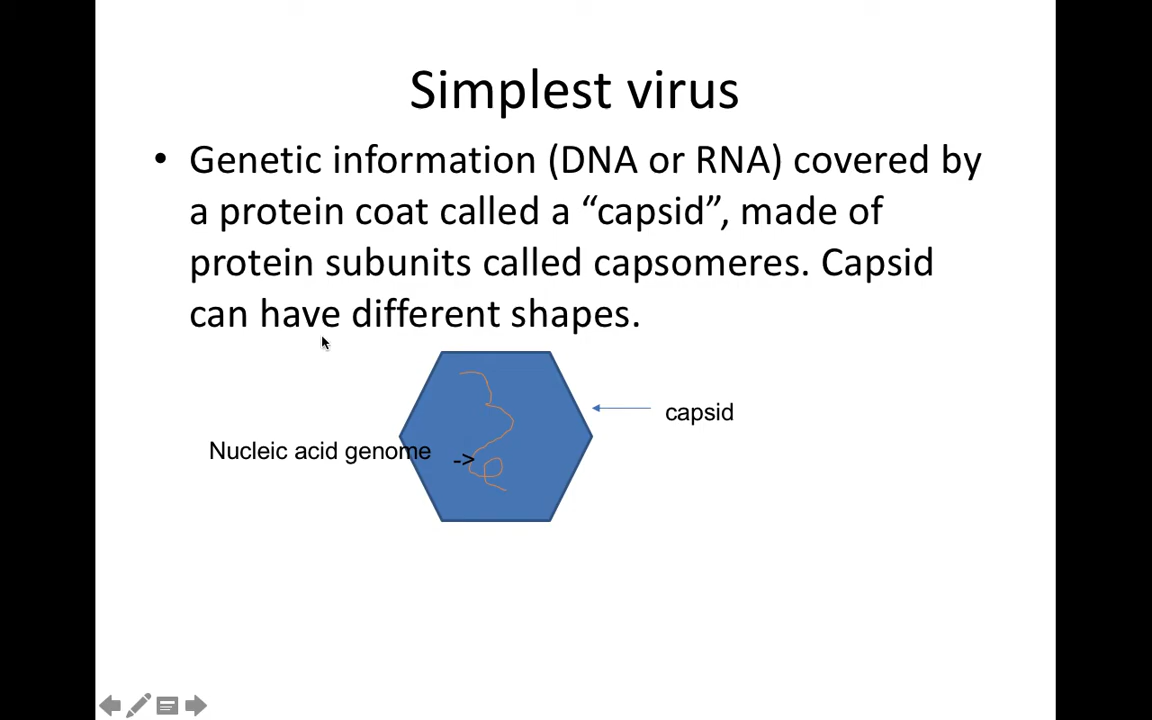 Simplest virus
• Genetic information (DNA or RNA) covered by
a protein coat called a “capsid”, made of
protein subunits called capsomeres. Capsid
can have different shapes.
capsid
Nucleic acid genome ->